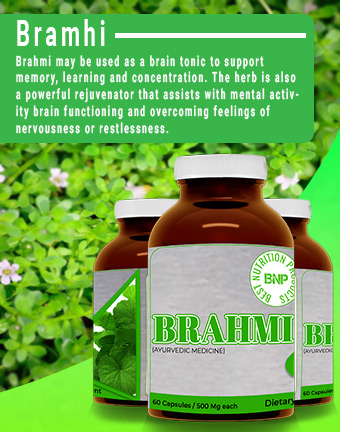 Bramhi
Brahmi may be used as a brain tonic to support
memory, learning and concentration. The herb is also
a powerful rejuvenator that assists with mental activ-
ity brain functioning and overcoming feelings of
nervousness or restlessness.
BEST NUTRITION PRODUCTS
BNP
BRAHMI
(AYURVEDIC MEDICINE)
60 Capsules / 500 Mg each
Dietary
BR
(AYURVEDIC
60 Capsules